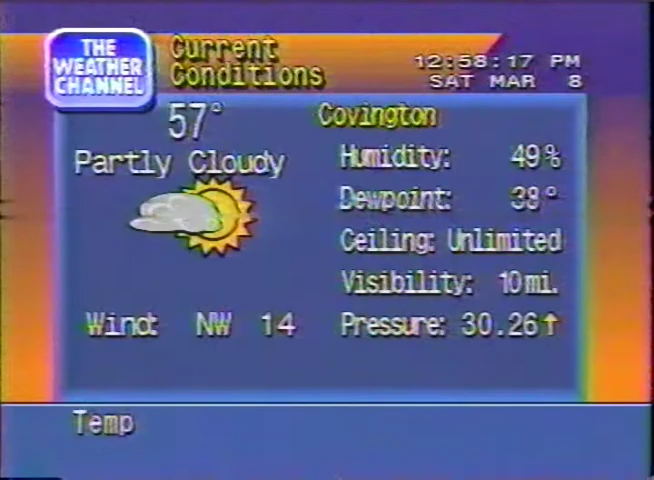 THE
WEATHER
CHANNEL
Current
Conditions
12:58:17 PM
SAT MAR 8
57°
Partly Cloudy
Wind: NW 14
Covington
Humidity: 49%
Dewpoint: 38°
Ceiling: Unlimited
Visibility: 10mi.
Pressure: 30.26↑
Temp